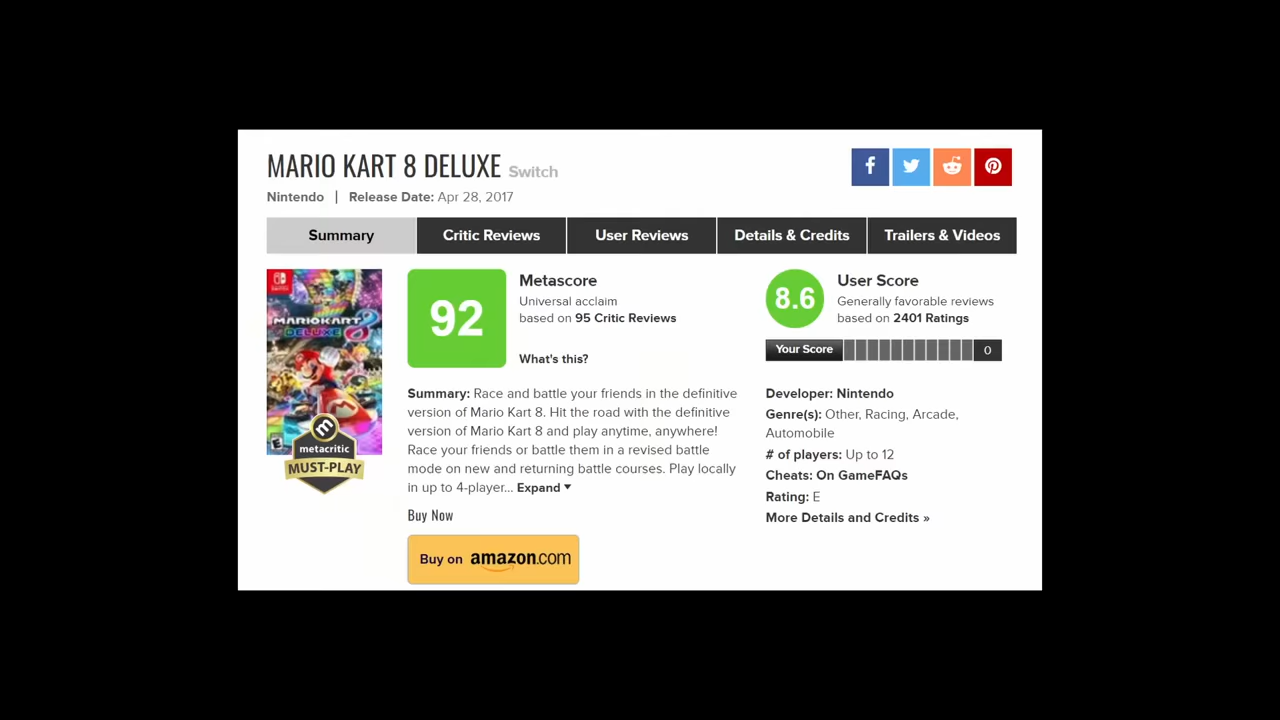 MARIO KART 8 DELUXE Switch
Nintendo | Release Date: Apr 28, 2017
Summary
Critic Reviews
User Reviews
Details & Credits
Trailers & Videos
MARIOKART 8
DELUXE
metacritic
MUST-PLAY
92
Metascore
Universal acclaim
based on 95 Critic Reviews
What's this?
Summary: Race and battle your friends in the definitive
version of Mario Kart 8. Hit the road with the definitive
version of Mario Kart 8 and play anytime, anywhere!
Race your friends or battle them in a revised battle
mode on new and returning battle courses. Play locally
in up to 4-player... Expand
Buy Now
Buy on amazon.com
8.6
User Score
Generally favorable reviews
based on 2401 Ratings
Your Score 0
Developer: Nintendo
Genre(s): Other, Racing, Arcade,
Automobile
# of players: Up to 12
Cheats: On GameFAQs
Rating: E
More Details and Credits »